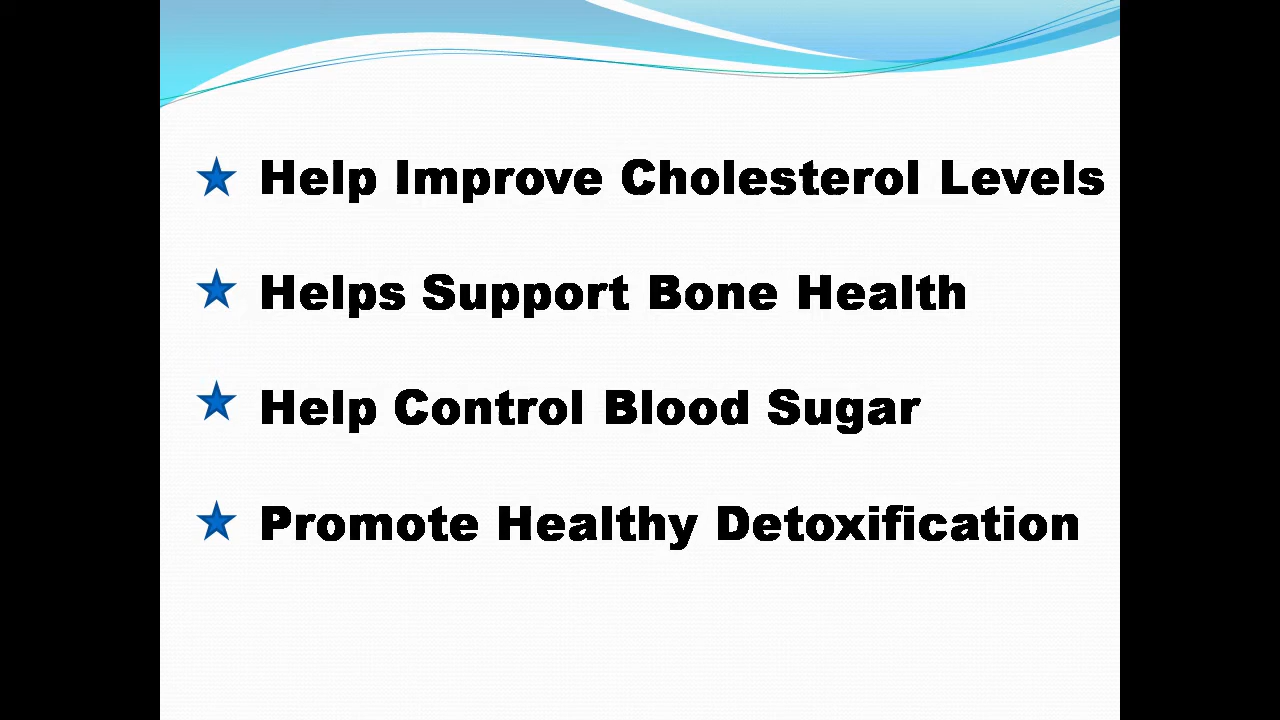 Help Improve Cholesterol Levels
Helps Support Bone Health
Help Control Blood Sugar
Promote Healthy Detoxification